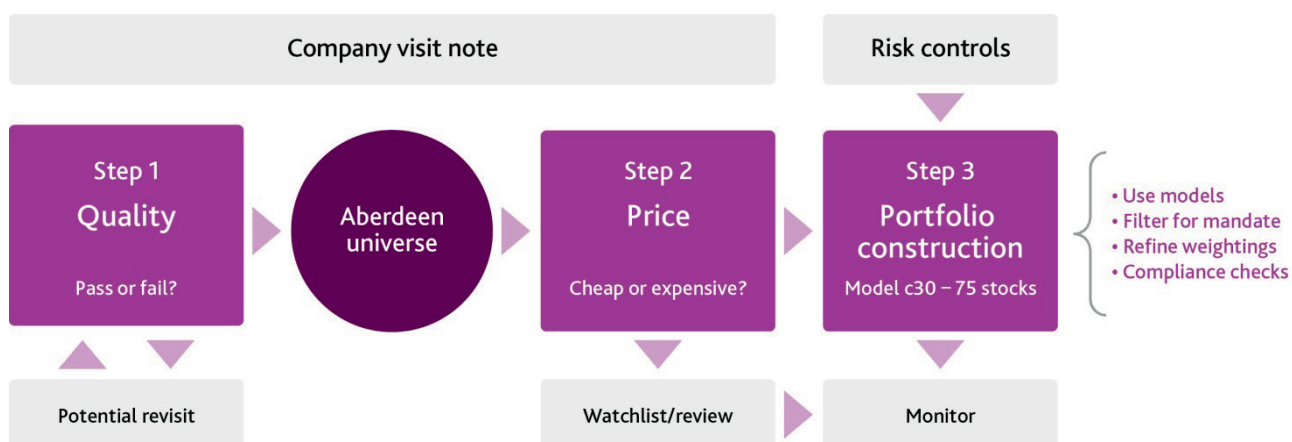 Company visit note
Risk controls
Step 1
Quality
Pass or fail?
Aberdeen
universe
Step 2
Price
Cheap or expensive?
Step 3
Portfolio
construction
Model c30 – 75 stocks
• Use models
• Filter for mandate
• Refine weightings
• Compliance checks
Potential revisit
Watchlist/review
Monitor